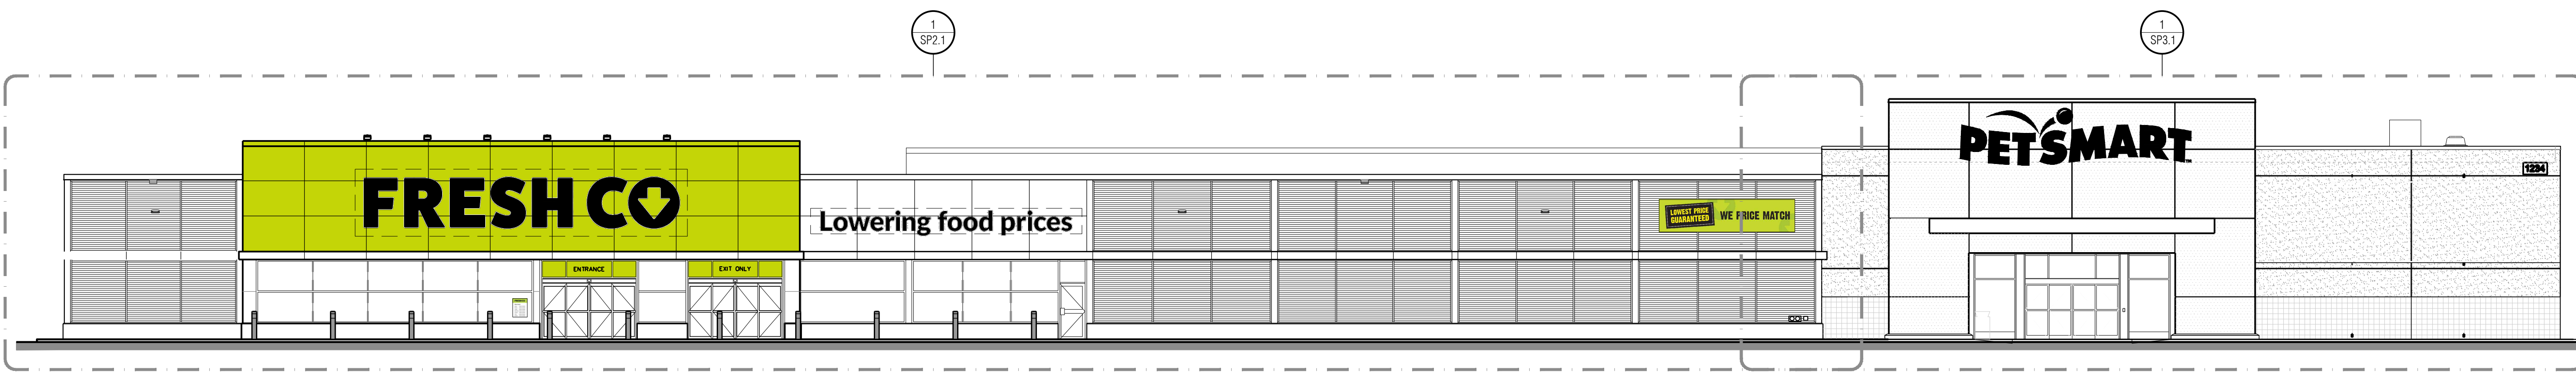 1
SP2.1
1
SP3.1
FRESH CO
Lowering food prices
LOWEST PRICE
GUARANTEED
WE PRICE MATCH
PETSMART
TM
1234
ENTRANCE
EXIT ONLY